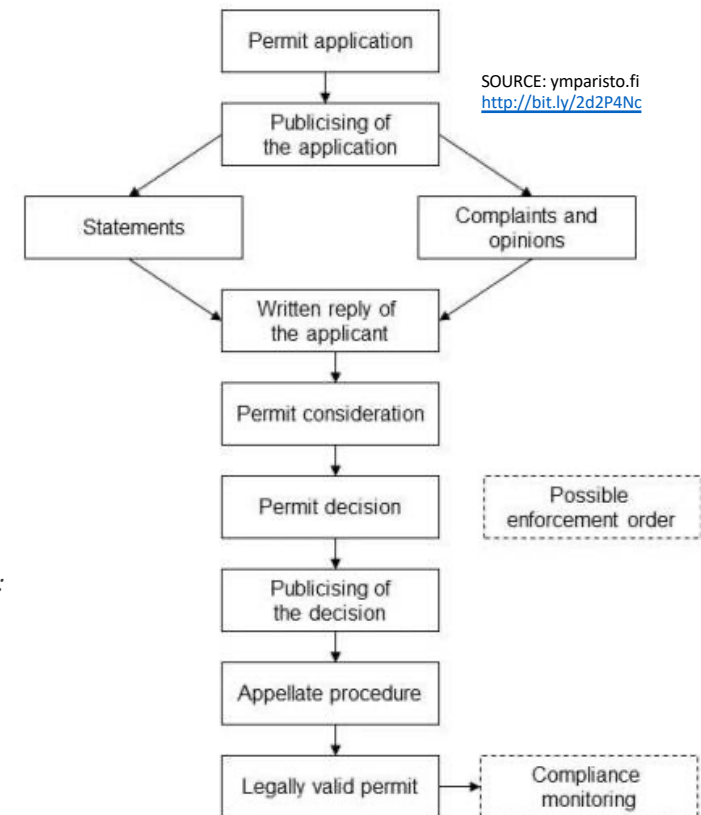 Permit application
SOURCE: ymparisto.fi
http://bit.ly/2d2P4Nc
Publicising of
the application
Statements
Complaints and
opinions
Written reply of
the applicant
Permit consideration
Permit decision
Possible
enforcement order
:
Publicising of
the decision
Appellate procedure
Legally valid permit
Compliance
monitoring